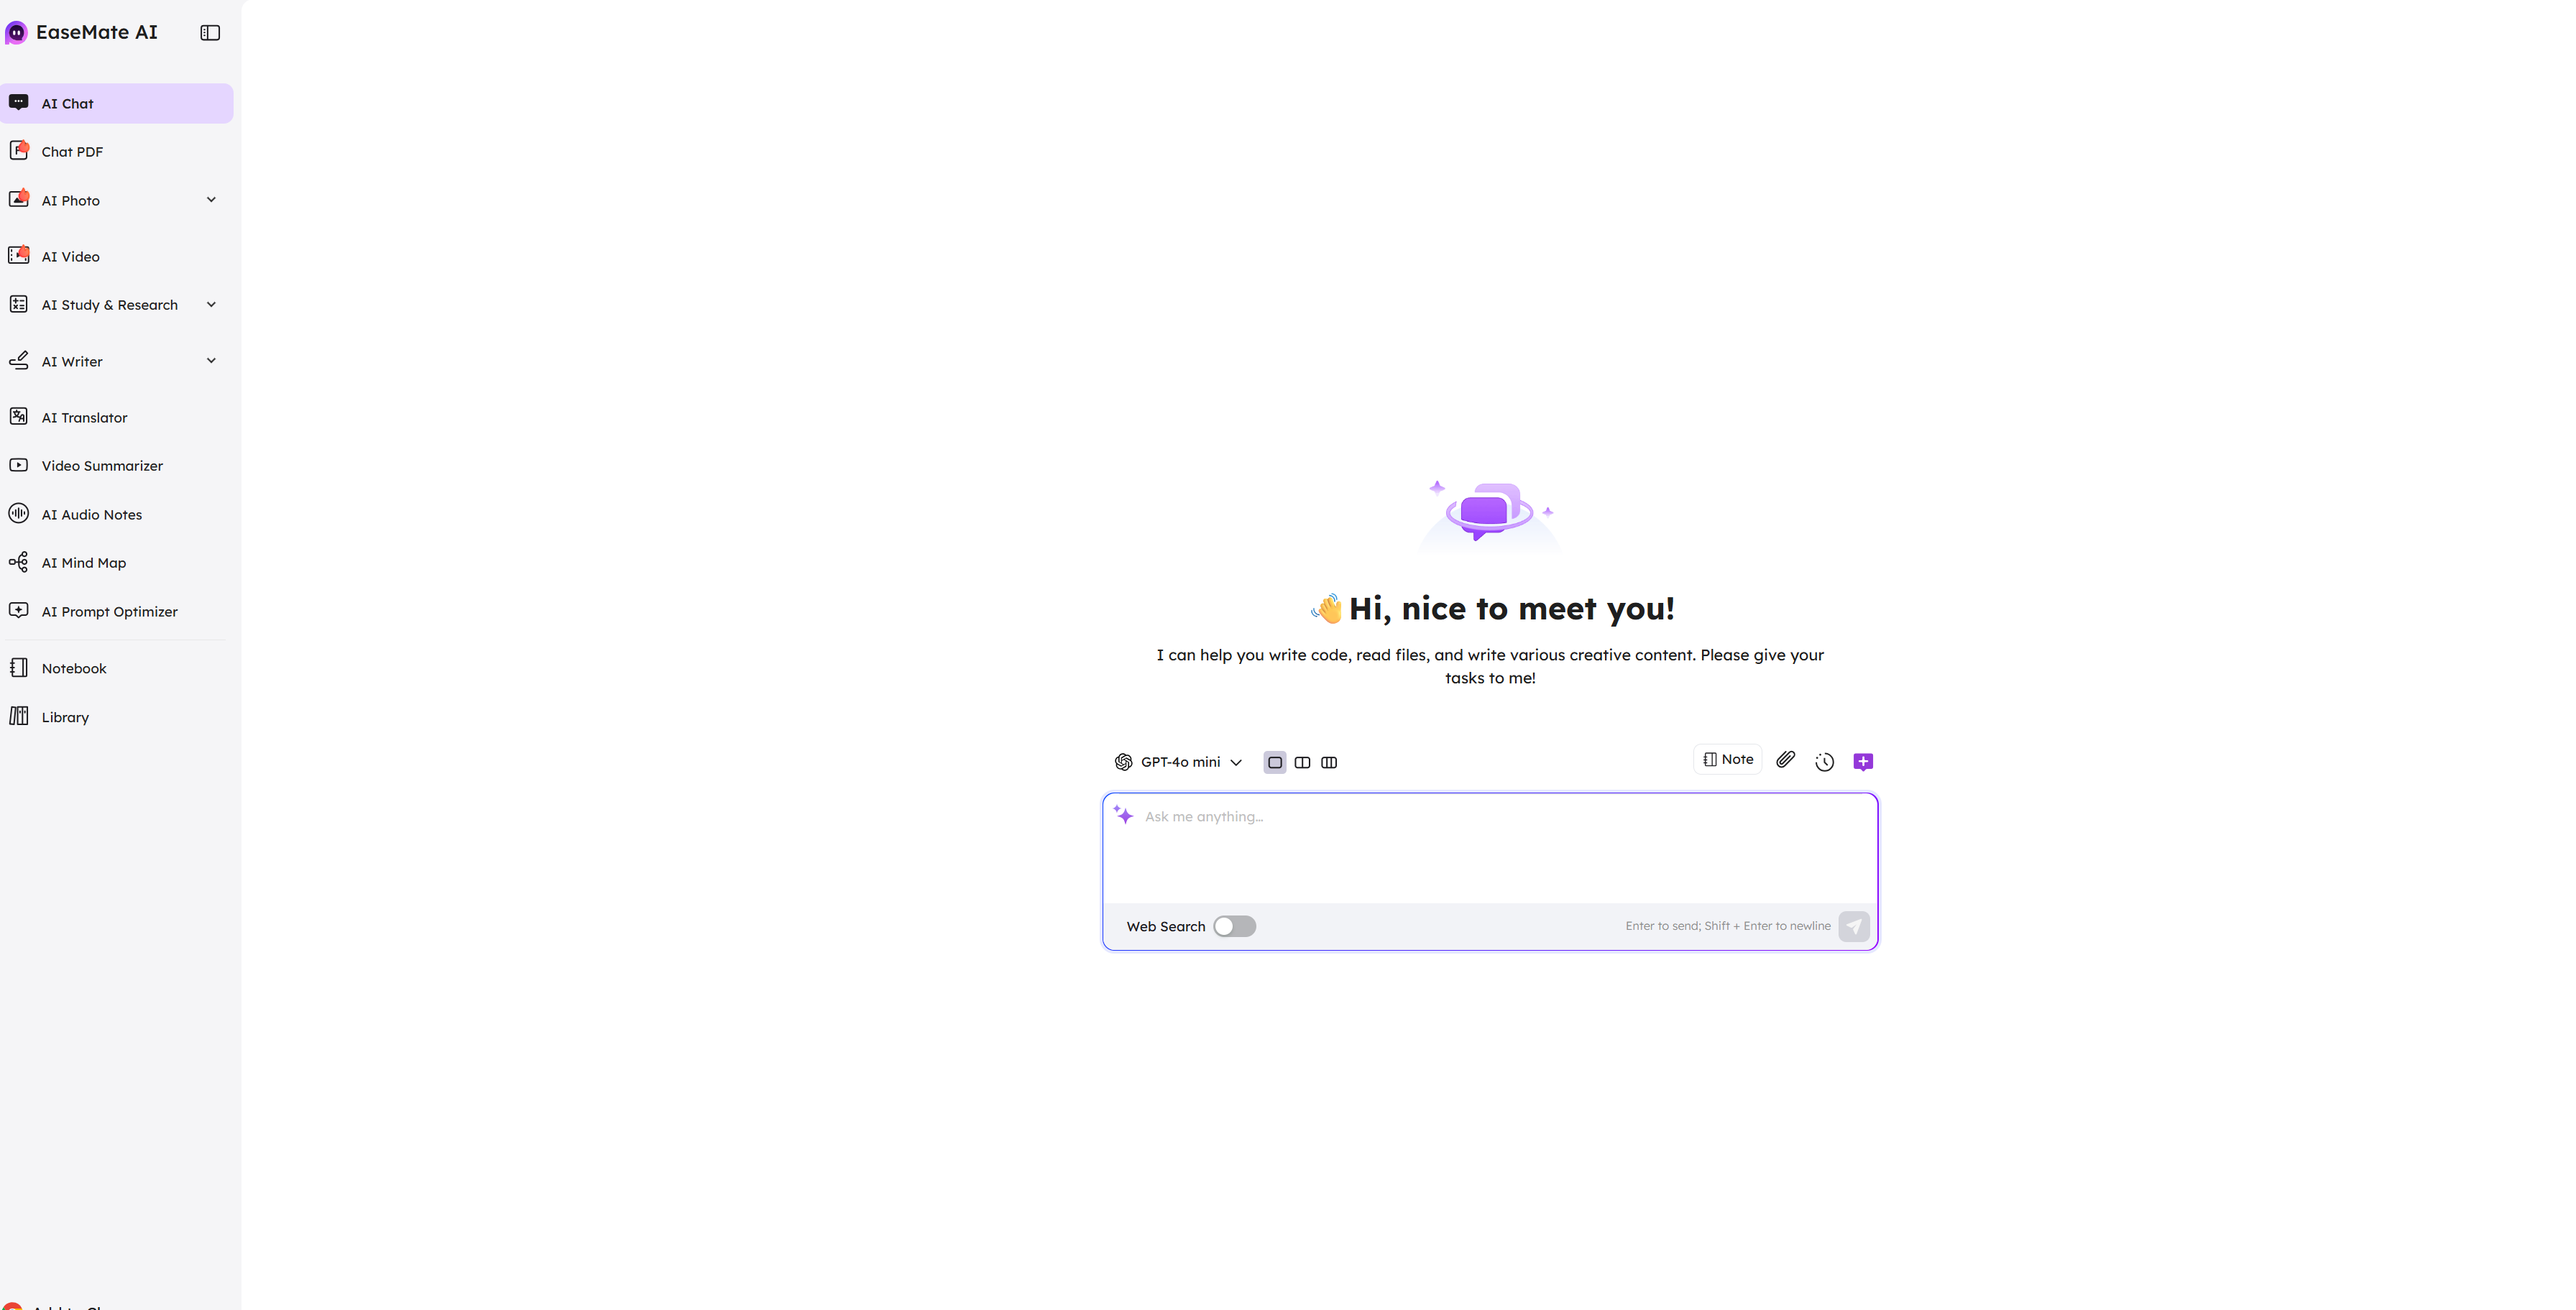 EaseMate AI
AI Chat
Chat PDF
AI Photo
AI Video
AI Study & Research
AI Writer
AI Translator
Video Summarizer
AI Audio Notes
AI Mind Map
AI Prompt Optimizer
Notebook
Library
Hi, nice to meet you!
I can help you write code, read files, and write various creative content. Please give your
tasks to me!
GPT-4o mini
Note
Ask me anything...
Web Search
Enter to send; Shift + Enter to newline